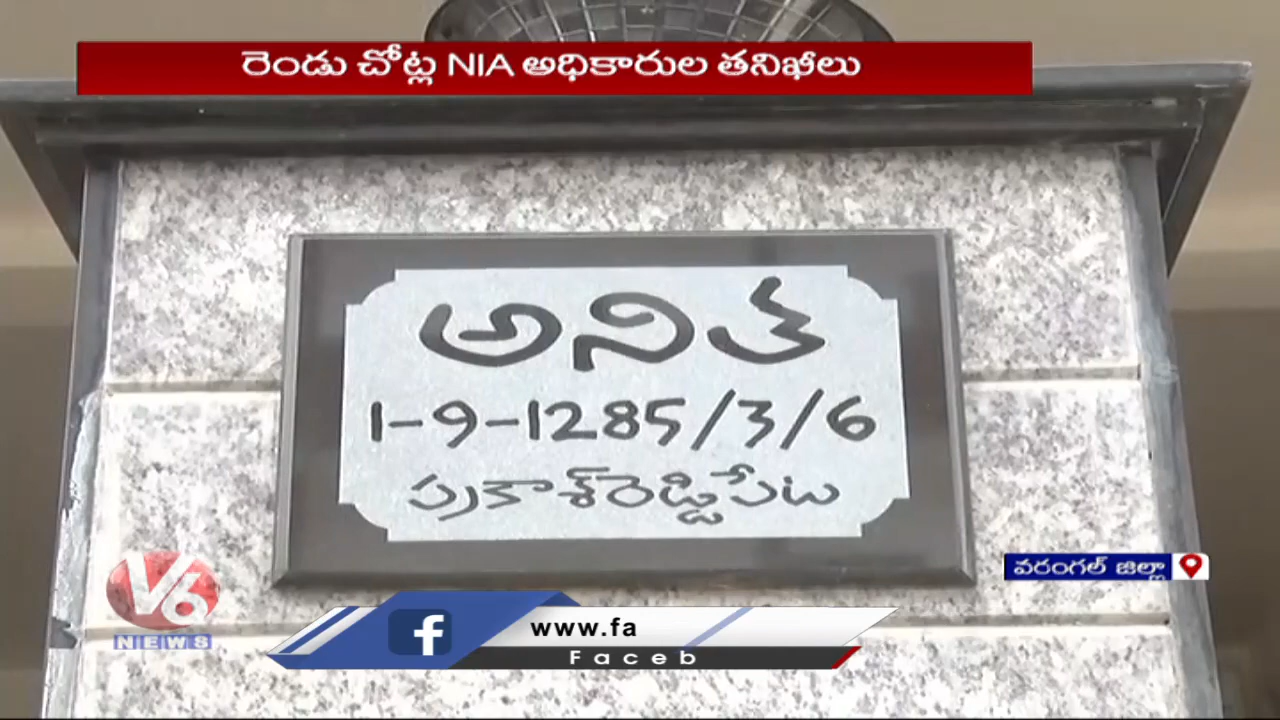 రెండు చోట్ల NIA అధికారుల తనిఖీలు
అనిత
1-9-1285/3/6
ప్రకాశ్‌రెడ్డిపేట
వరంగల్ జిల్లా
V6
NEWS
f
www.fa
Faceb